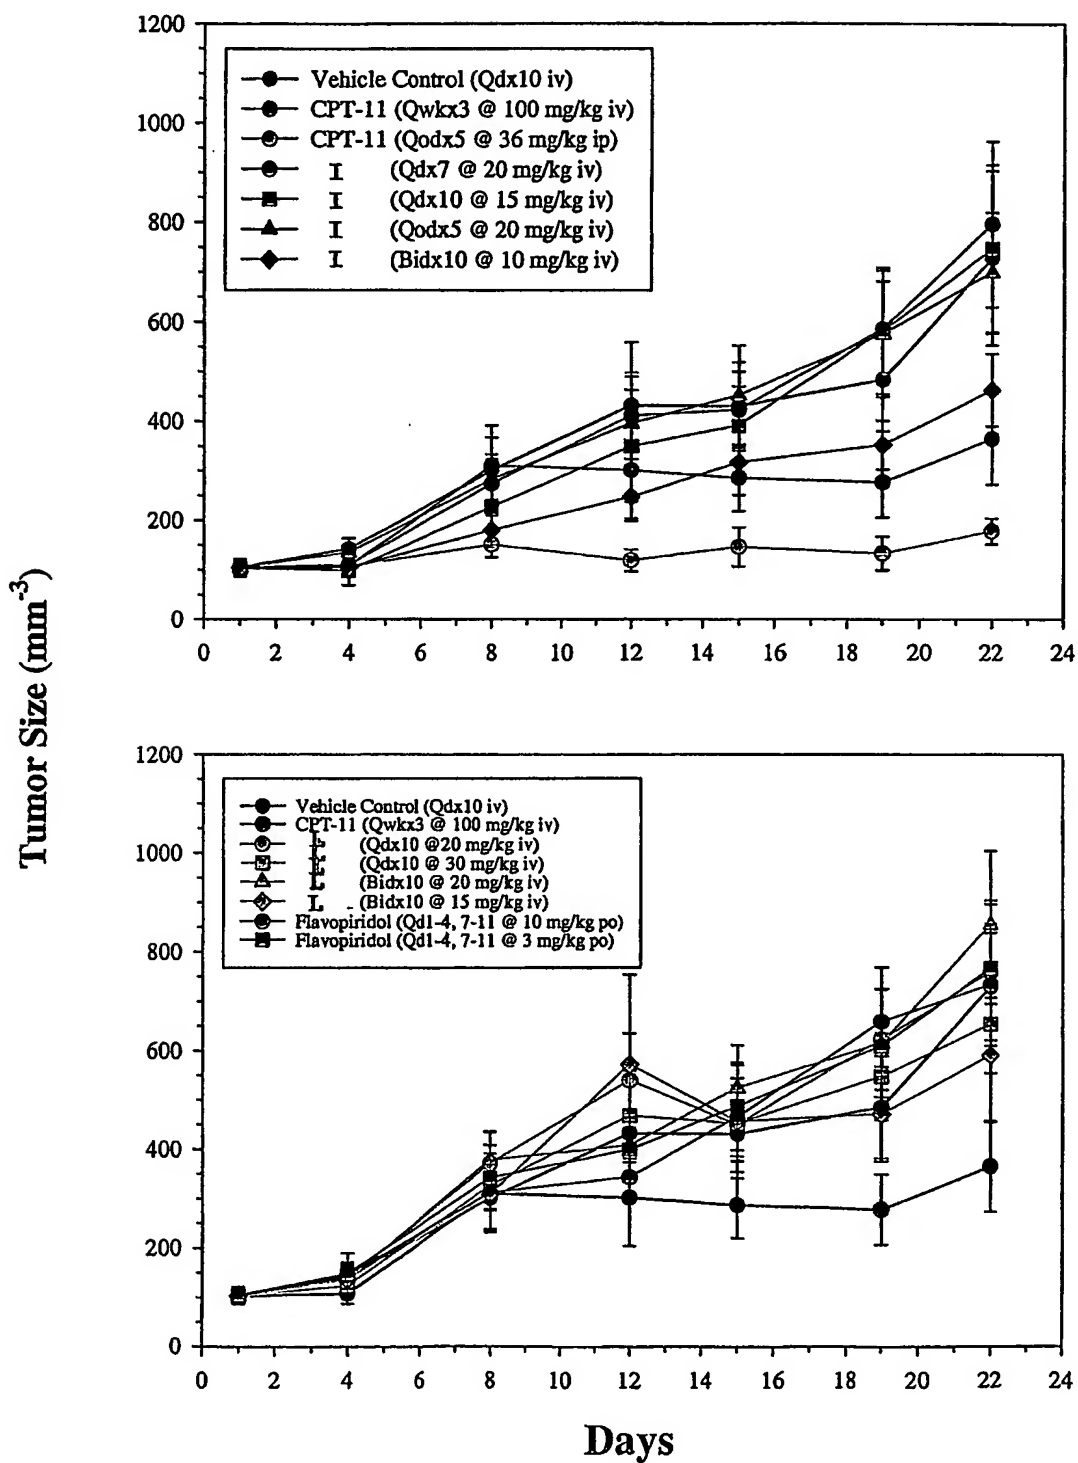 Tumor Size (mm-3)
1200
1000
800
600
400
200
0
Vehicle Control (Qdx10 iv)
CPT-11 (Qwkx3 @ 100 mg/kg iv)
CPT-11 (Qodx5 @ 36 mg/kg ip)
I (Qdx7 @ 20 mg/kg iv)
I (Qdx10 @ 15 mg/kg iv)
I (Qodx5 @ 20 mg/kg iv)
I (Bidx10 @ 10 mg/kg iv)
0 2 4 6 8 10 12 14 16 18 20 22 24
1200
1000
800
600
400
200
0
Vehicle Control (Qdx10 iv)
CPT-11 (Qwkx3 @ 100 mg/kg iv)
(Qdx10 @20 mg/kg iv)
(Qdx10 @ 30 mg/kg iv)
(Bidx10 @ 20 mg/kg iv)
(Bidx10 @ 15 mg/kg iv)
Flavopiridol (Qd1-4, 7-11 @ 10 mg/kg po)
Flavopiridol (Qd1-4, 7-11 @ 3 mg/kg po)
0 2 4 6 8 10 12 14 16 18 20 22 24
Days